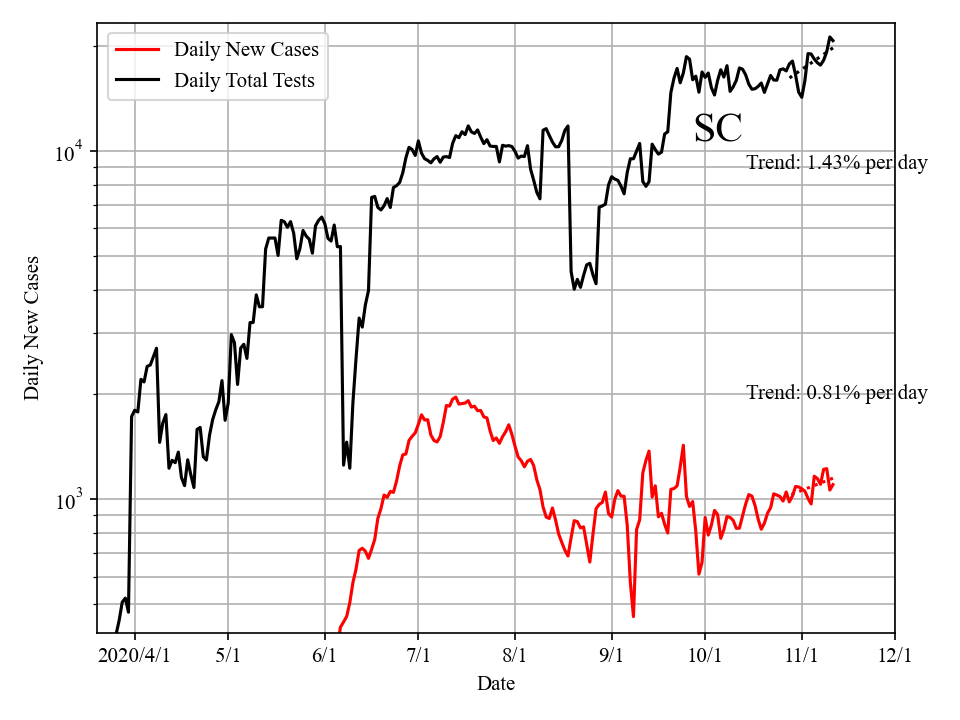 Daily New Cases
Daily Total Tests
SC
Trend: 1.43% per day
Trend: 0.81% per day
10^4
10^3
Daily New Cases
2020/4/1 5/1 6/1 7/1 8/1 9/1 10/1 11/1 12/1
Date